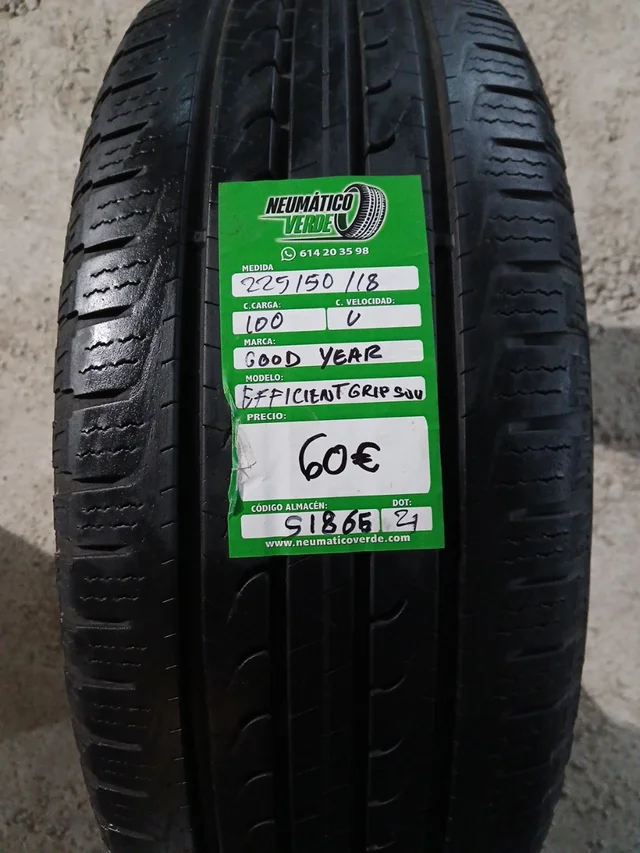 NEUMÁTICO
VERDE
614 20 35 98
MEDIDA
225/50/18
C.CARGA: C. VELOCIDAD:
100 V
MARCA:
GOOD YEAR
MODELO:
EFFICIENTGRIP SUV
PRECIO:
60€
CÓDIGO ALMACÉN: DOT:
S1866 21
www.neumaticoverde.com